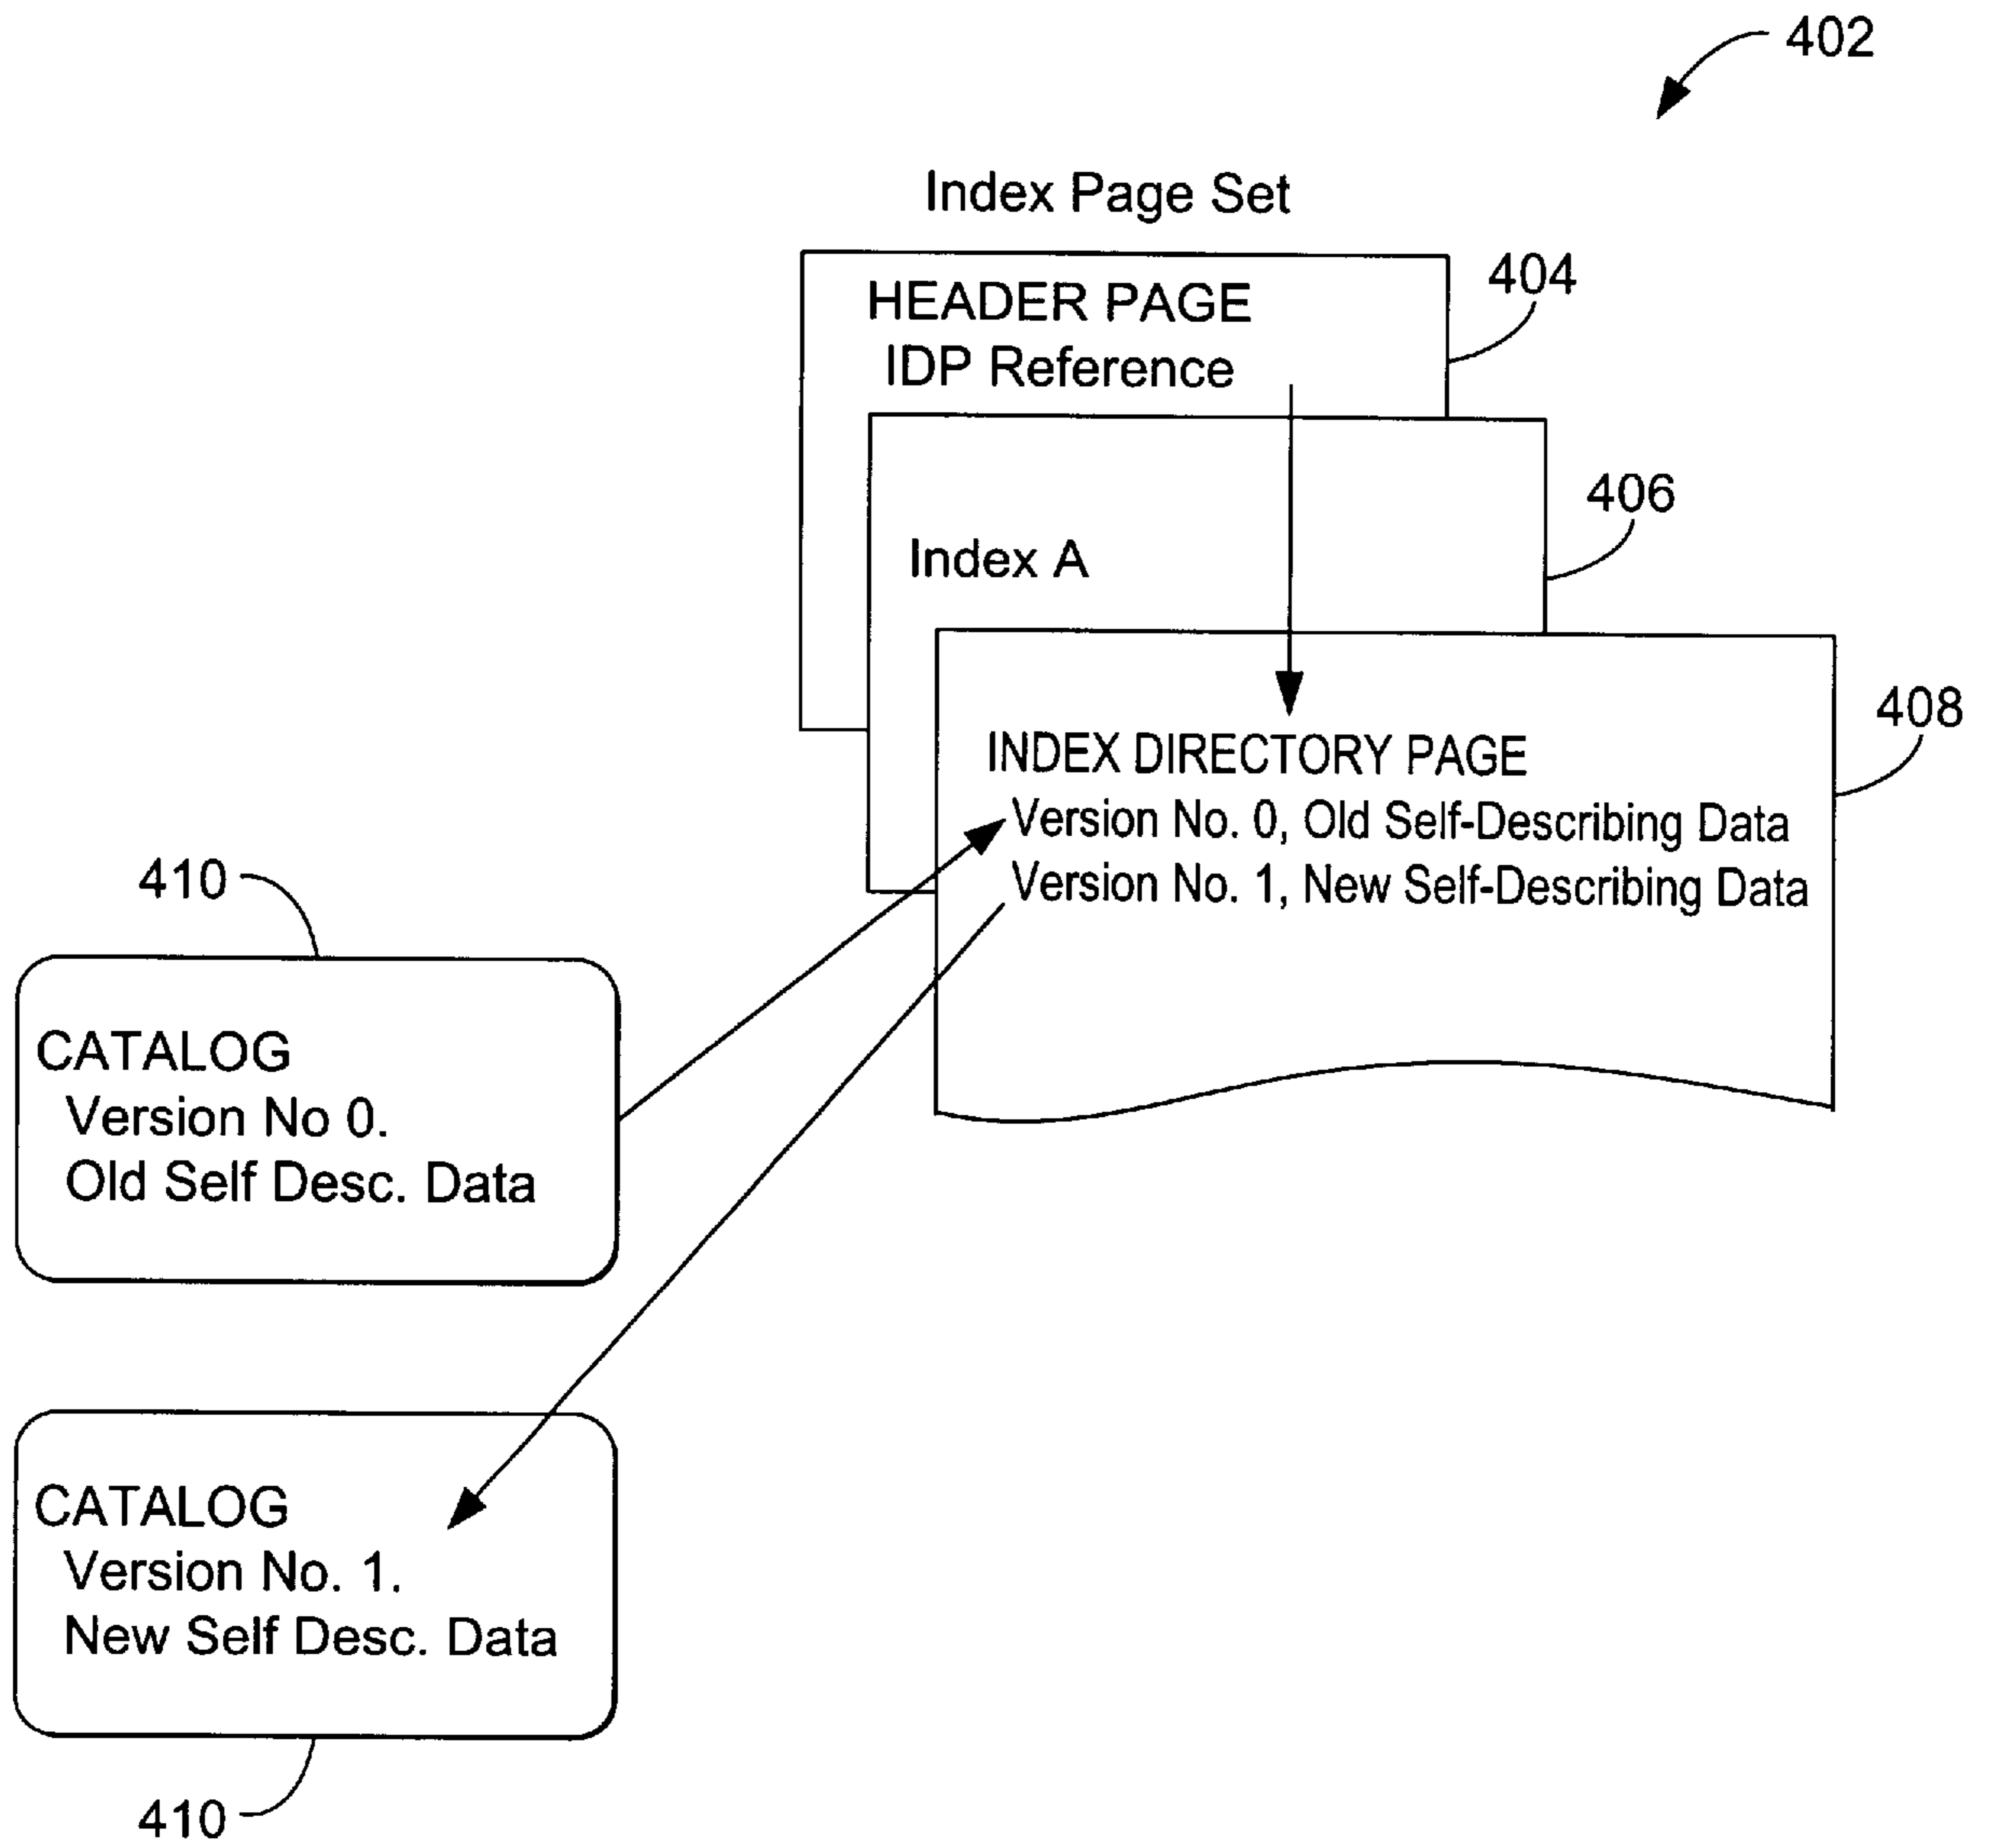 402
Index Page Set
404
HEADER PAGE
IDP Reference
406
Index A
408
INDEX DIRECTORY PAGE
Version No. 0, Old Self-Describing Data
Version No. 1, New Self-Describing Data
410
CATALOG
Version No 0.
Old Self Desc. Data
CATALOG
Version No. 1.
New Self Desc. Data
410